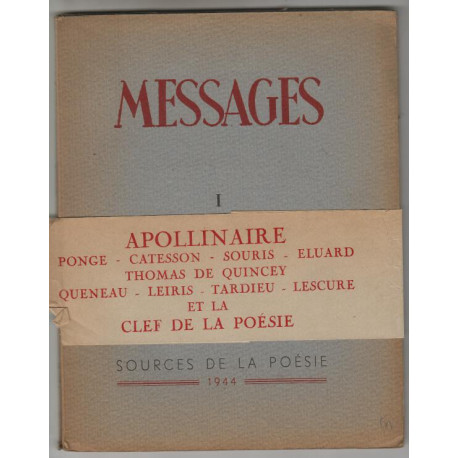 MESSAGES
I
APOLLINAIRE
PONGE - CATESSON - SOURIS - ELUARD
THOMAS DE QUINCEY
QUENEAU - LEIRIS - TARDIEU - LESCURE
ET LA
CLEF DE LA POÉSIE
SOURCES DE LA POÉSIE
1944
(1)